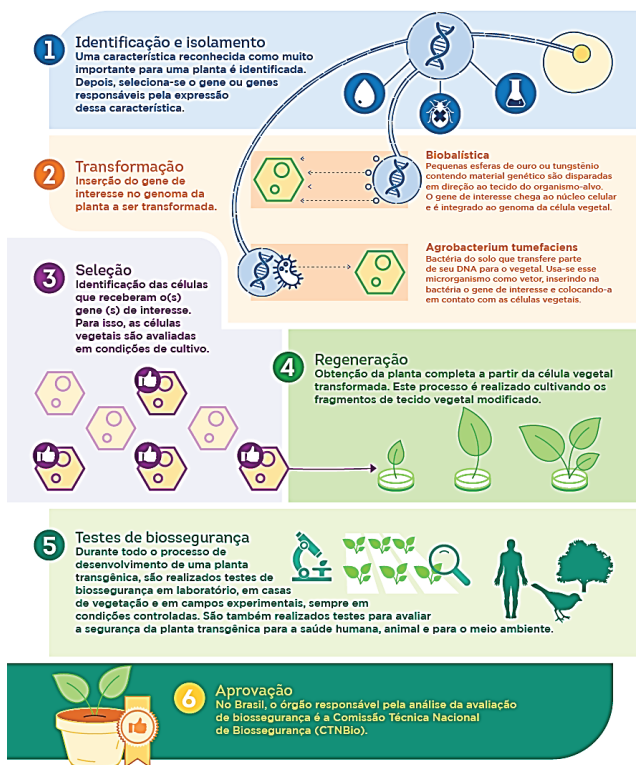 1
Identificação e isolamento
Uma característica reconhecida como muito
importante para uma planta é identificada.
Depois, seleciona-se o gene ou genes
responsáveis pela expressão
dessa característica.
2
Transformação
Inserção do gene de
interesse no genoma da
planta a ser transformada.
Biobalística
Pequenas esferas de ouro ou tungstênio
contendo material genético são disparadas
em direção ao tecido do organismo-alvo.
O gene de interesse chega ao núcleo celular
e é integrado ao genoma da célula vegetal.
Agrobacterium tumefaciens
Bactéria do solo que transfere parte
de seu DNA para o vegetal. Usa-se esse
microrganismo como vetor, inserindo na
bactéria o gene de interesse e colocando-a
em contato com as células vegetais.
3
Seleção
Identificação das células
que receberam o(s)
gene (s) de interesse.
Para isso, as células
vegetais são avaliadas
em condições de cultivo.
4
Regeneração
Obtenção da planta completa a partir da célula vegetal
transformada. Este processo é realizado cultivando os
fragmentos de tecido vegetal modificado.
5
Testes de biossegurança
Durante todo o processo de
desenvolvimento de uma planta
transgênica, são realizados testes de
biossegurança em laboratório, em casas
de vegetação e em campos experimentais, sempre em
condições controladas. São também realizados testes para avaliar
a segurança da planta transgênica para a saúde humana, animal e para o meio ambiente.
6
Aprovação
No Brasil, o órgão responsável pela análise da avaliação
de biossegurança é a Comissão Técnica Nacional
de Biossegurança (CTNBio).